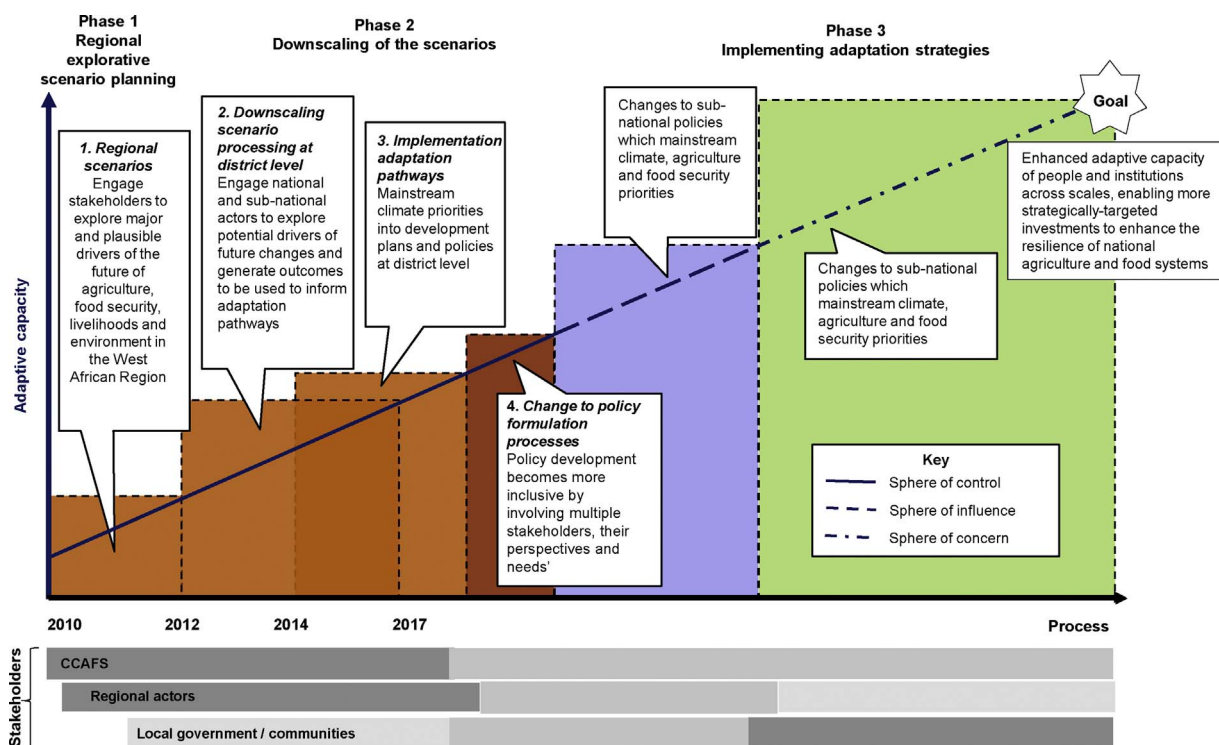 Phase 1
Regional
explorative
scenario planning
Phase 2
Downscaling of the scenarios
Phase 3
Implementing adaptation strategies
Adaptive capacity
1. Regional
scenarios
Engage
stakeholders to
explore major
and plausible
drivers of the
future of
agriculture,
food security,
livelihoods and
environment in
the West
African Region
2. Downscaling
scenario
processing at
district level
Engage national
and sub-national
actors to explore
potential drivers of
future changes and
generate outcomes
to be used to inform
adaptation
pathways
3. Implementation
adaptation
pathways
Mainstream
climate priorities
into development
plans and policies
at district level
4. Change to policy
formulation
processes
Policy development
becomes more
inclusive by
involving multiple
stakeholders, their
perspectives and
needs'
Changes to sub-
national policies
which mainstream
climate, agriculture
and food security
priorities
Changes to sub-national
policies which
mainstream climate,
agriculture and food
security priorities
Goal
Enhanced adaptive capacity
of people and institutions
across scales, enabling more
strategically-targeted
investments to enhance the
resilience of national
agriculture and food systems
Key
Sphere of control
Sphere of influence
Sphere of concern
2010
2012
2014
2017
Process
Stakeholders
CCAFS
Regional actors
Local government / communities